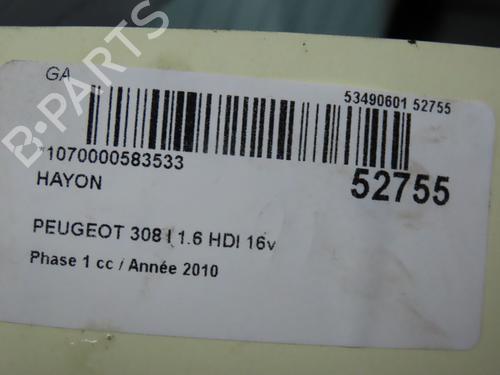 B-PARTS
GA
53490601 52755
*1070000583533
HAYON
52755
PEUGEOT 308 I 1.6 HDI 16v
Phase 1 cc / Année 2010